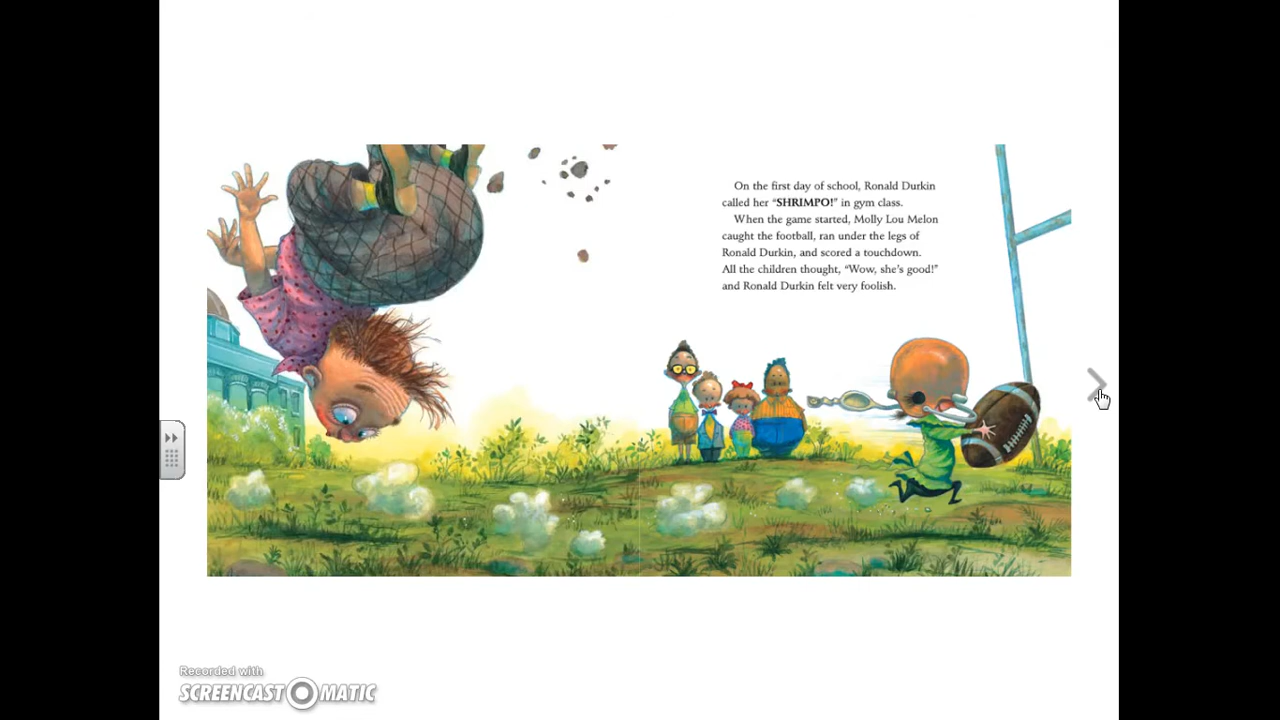 On the first day of school, Ronald Durkin
called her “SHRIMPO!” in gym class.
When the game started, Molly Lou Melon
caught the football, ran under the legs of
Ronald Durkin, and scored a touchdown.
All the children thought, “Wow, she’s good!”
and Ronald Durkin felt very foolish.
Recorded with
SCREENCAST MATIC